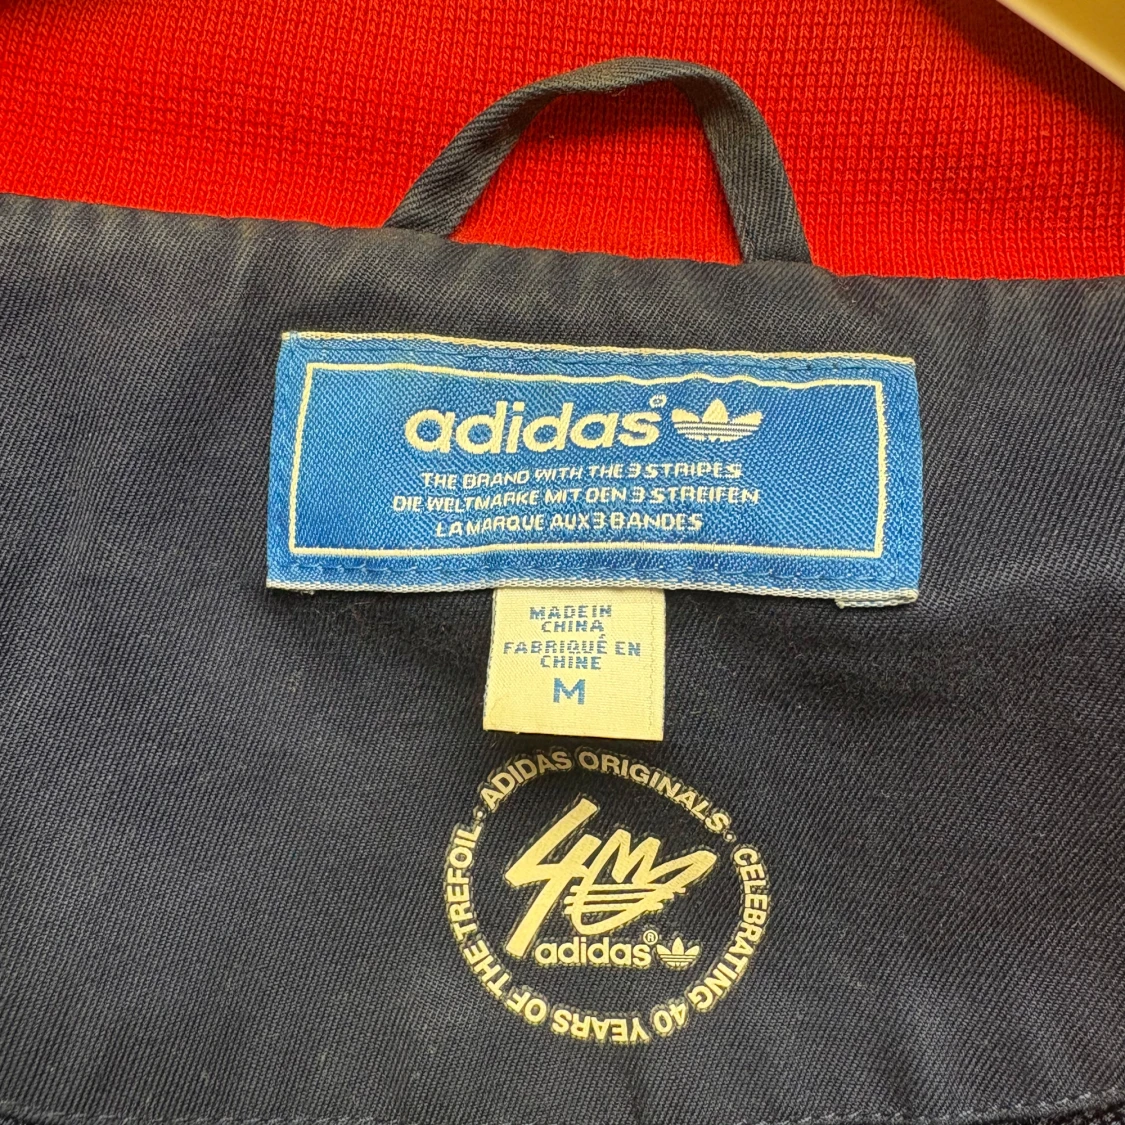 adidas®
THE BRAND WITH THE 3 STRIPES
DIE WELTMARKE MIT DEN 3 STREIFEN
LA MARQUE AUX 3 BANDES
MADE IN
CHINA
FABRIQUÉ EN
CHINE
M
ADIDAS ORIGINALS · CELEBRATING 40 YEARS OF THE TREFOIL ·
40
adidas®